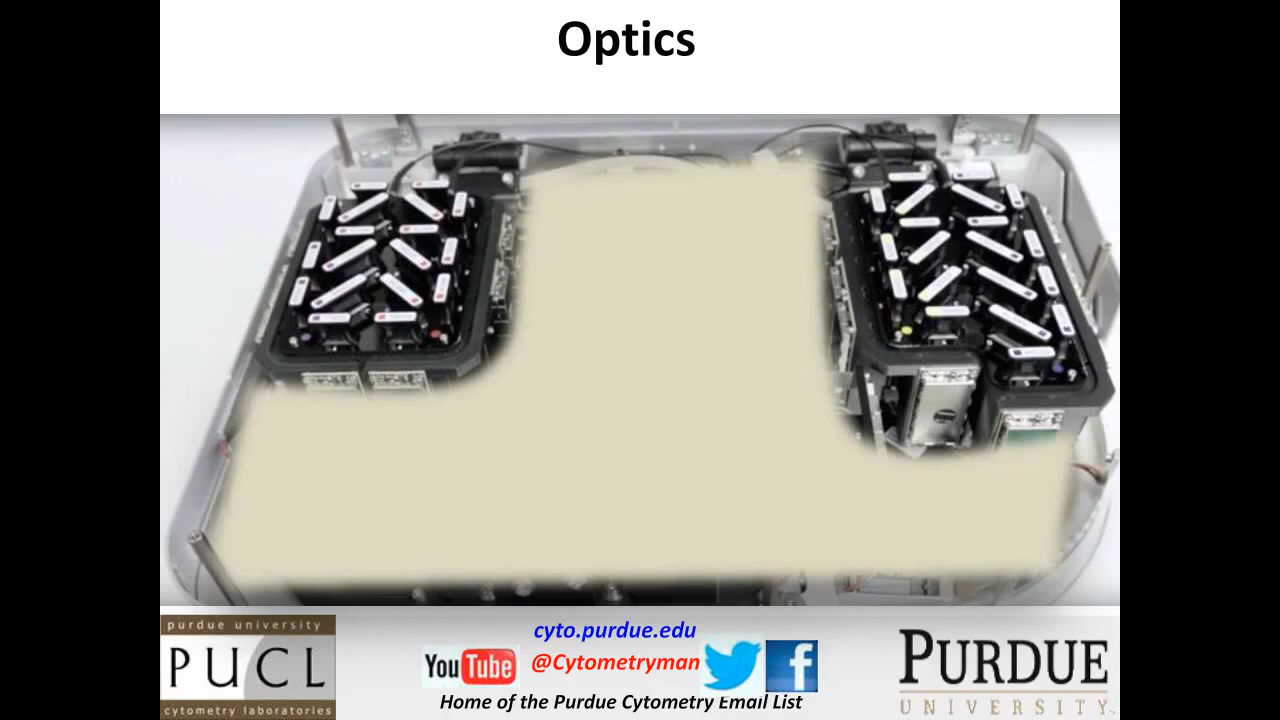 Optics
purdue university
PUCL
cytometry laboratories
cyto.purdue.edu
YouTube
@Cytometryman
f
Home of the Purdue Cytometry Email List
PURDUE
UNIVERSITY